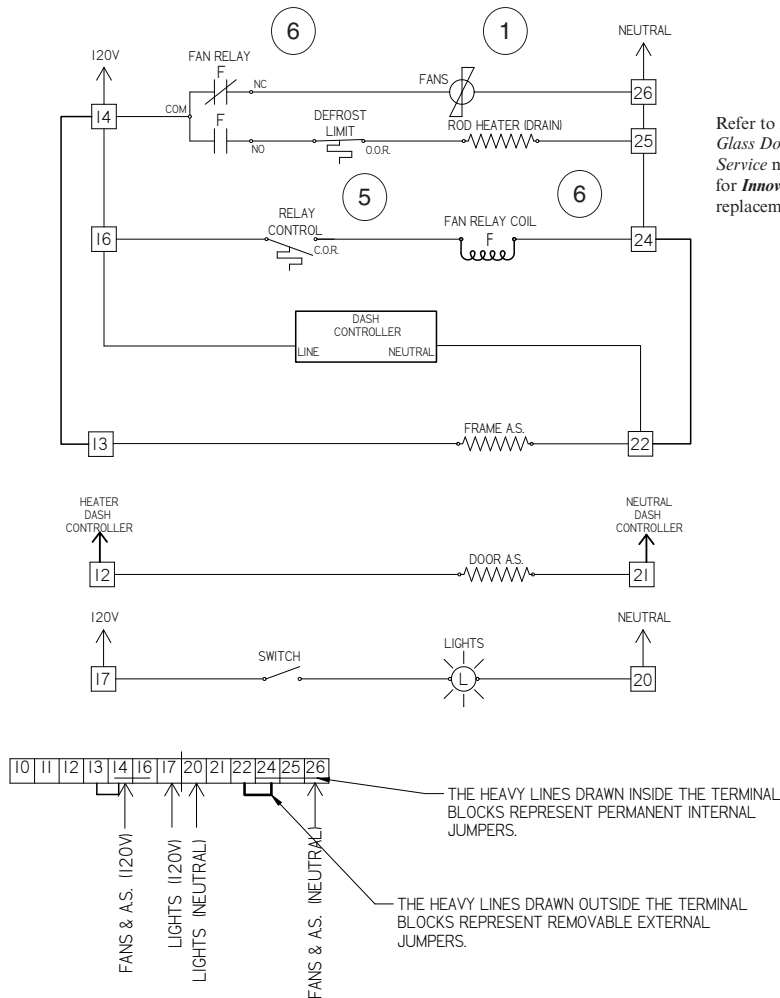 6
1
120V
FAN RELAY
F
NC
FANS
NEUTRAL
14
COM
26
F
NO
DEFROST
LIMIT
O.O.R.
ROD HEATER (DRAIN)
25
Refer to
Glass Do
Service
for Innov
replacem
5
6
16
RELAY
CONTROL
C.O.R.
FAN RELAY COIL
F
24
DASH
CONTROLLER
LINE
NEUTRAL
13
FRAME A.S.
22
HEATER
DASH
CONTROLLER
NEUTRAL
DASH
CONTROLLER
12
DOOR A.S.
21
120V
NEUTRAL
17
SWITCH
LIGHTS
L
20
10 11 12 13 14 16 17 20 21 22 24 25 26
THE HEAVY LINES DRAWN INSIDE THE TERMINAL
BLOCKS REPRESENT PERMANENT INTERNAL
JUMPERS.
FANS & A.S. (120V)
LIGHTS (120V)
LIGHTS (NEUTRAL)
FANS & A.S. (NEUTRAL)
THE HEAVY LINES DRAWN OUTSIDE THE TERMINAL
BLOCKS REPRESENT REMOVABLE EXTERNAL
JUMPERS.